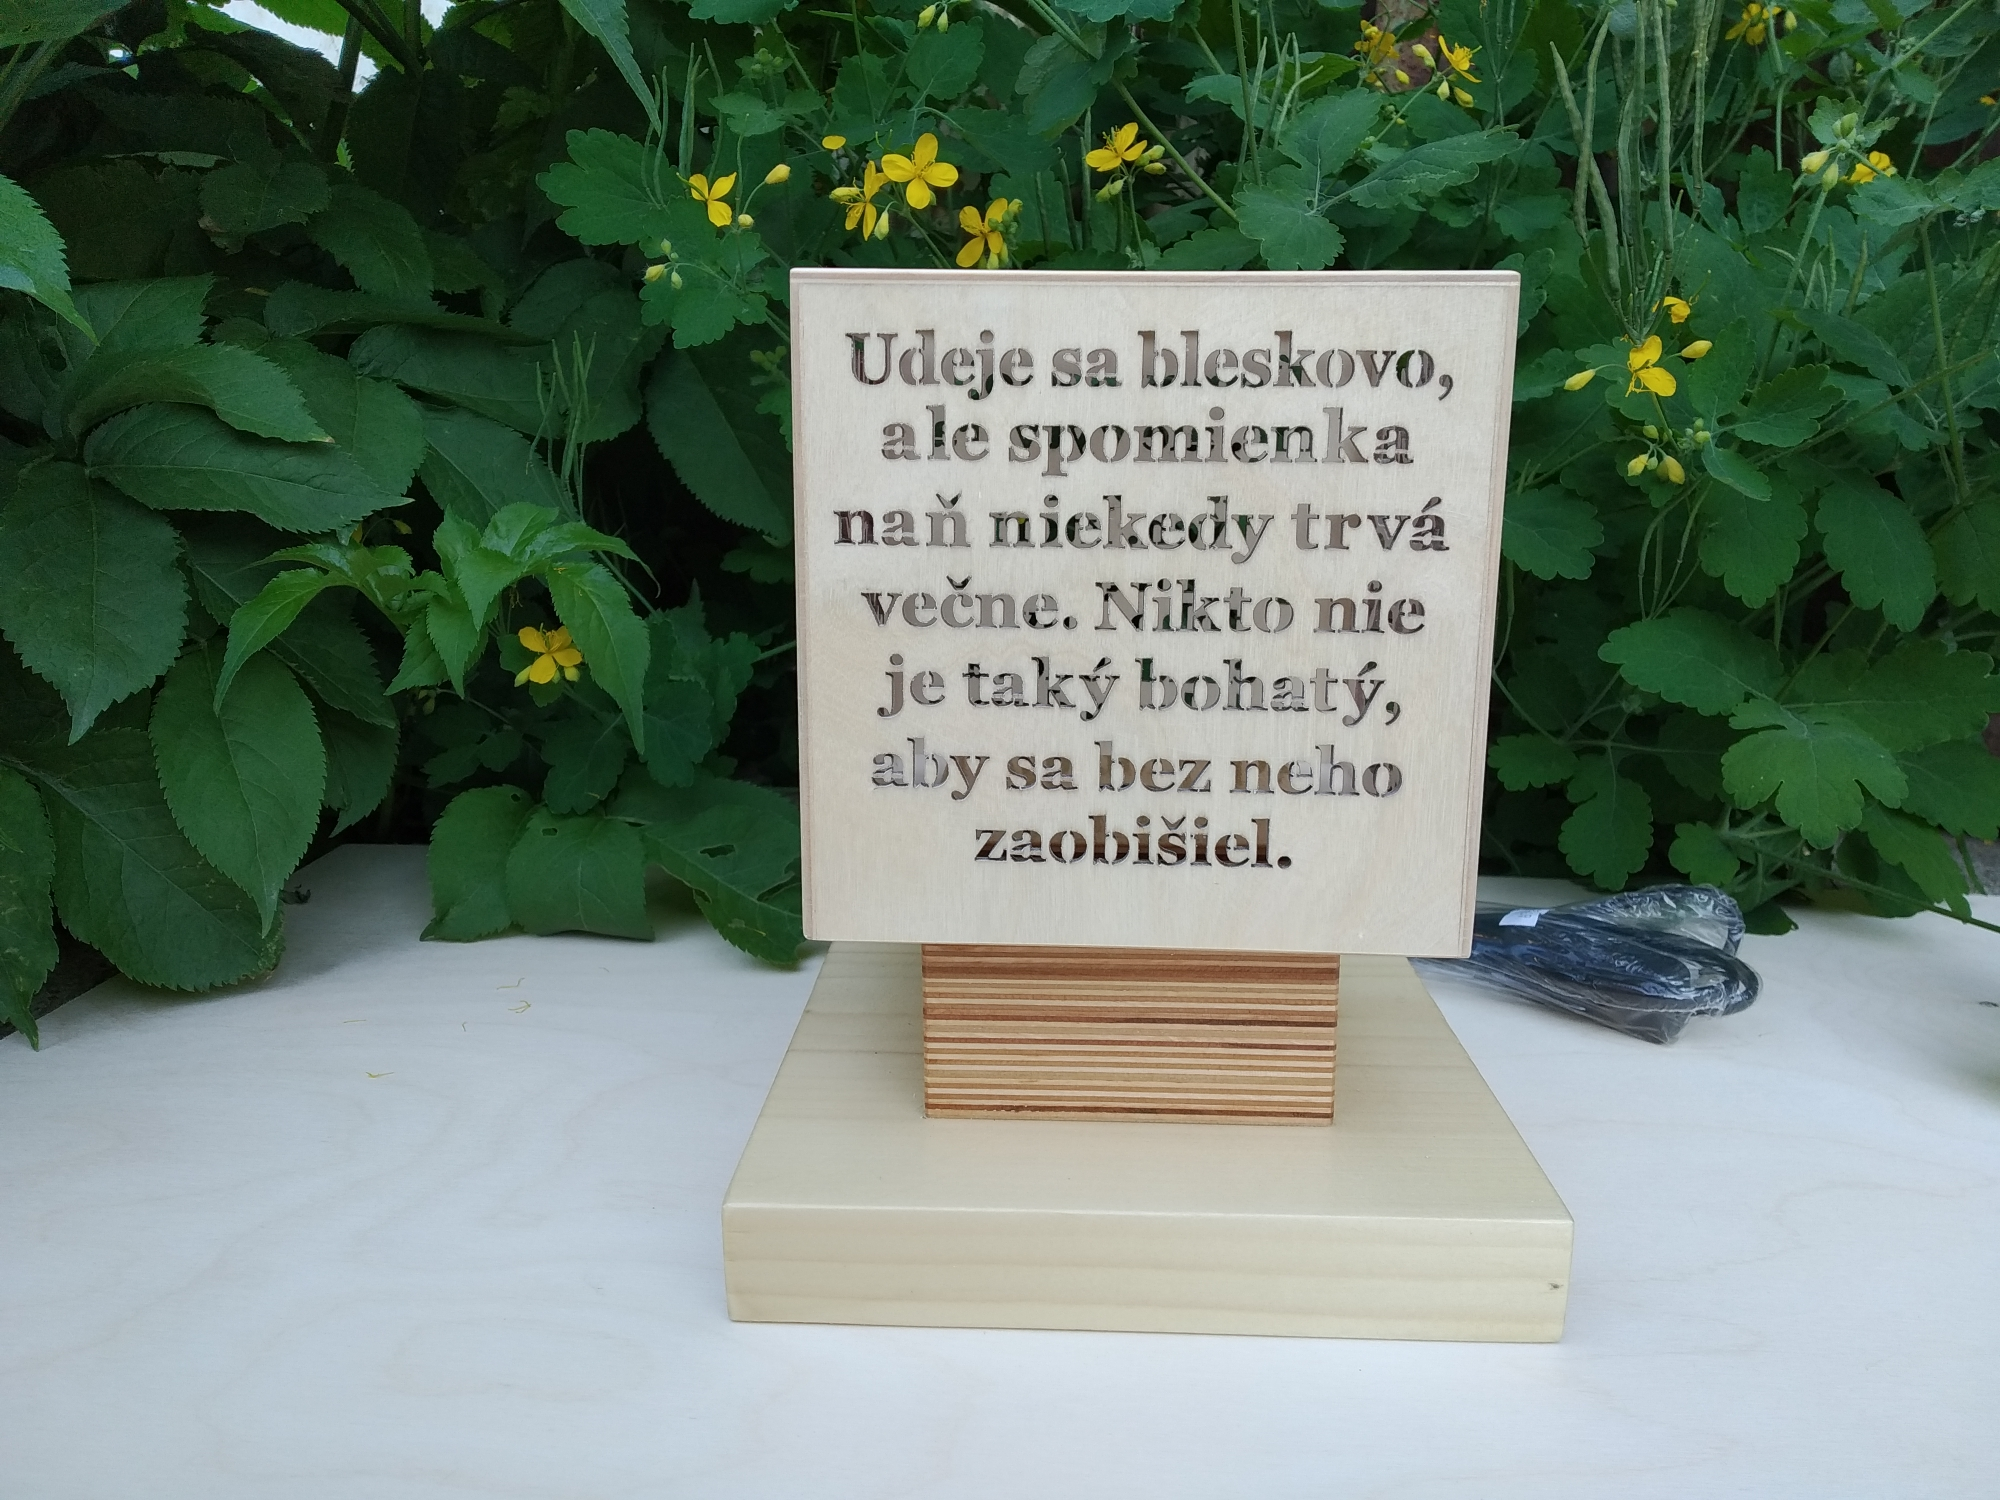 Udeje sa bleskovo,
ale spomienka
naň niekedy trvá
večne. Nikto nie
je taký bohatý,
aby sa bez neho
zaobišiel.